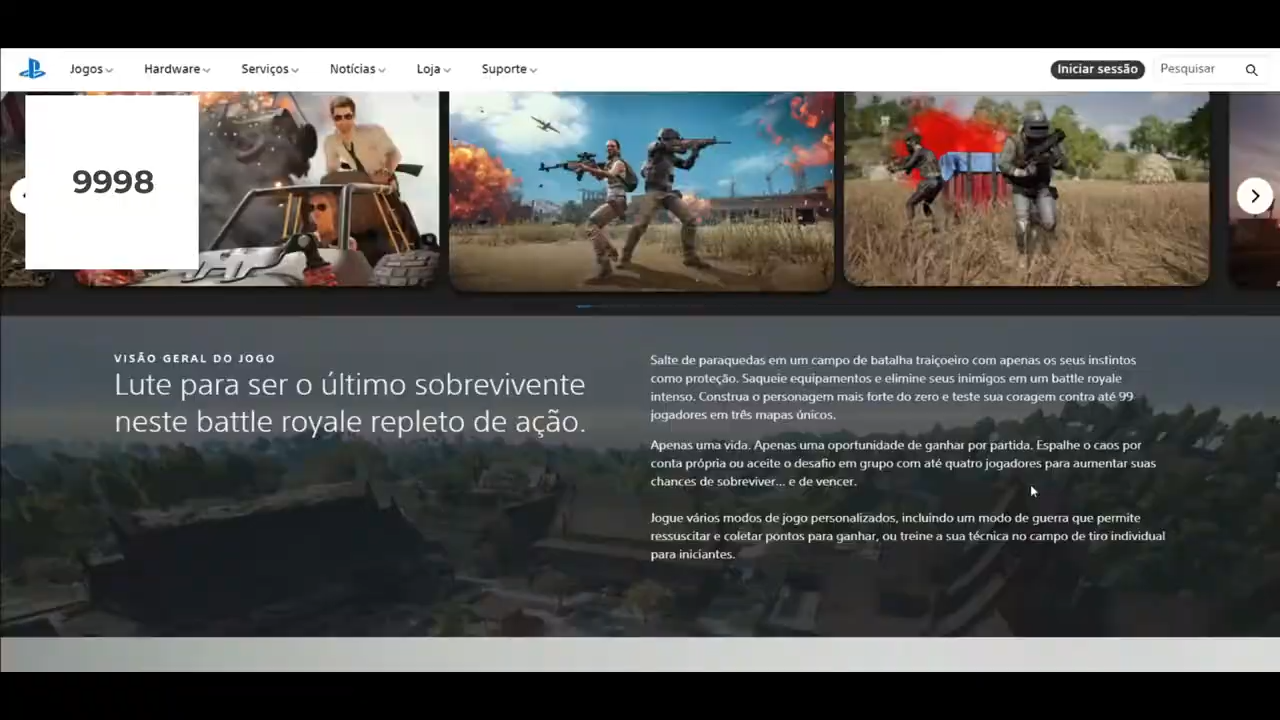 Jogos
Hardware
Serviços
Notícias
Loja
Suporte
Iniciar sessão
Pesquisar
9998
VISÃO GERAL DO JOGO
Lute para ser o último sobrevivente
neste battle royale repleto de ação.
Salte de paraquedas em um campo de batalha traiçoeiro com apenas os seus instintos
como proteção. Saqueie equipamentos e elimine seus inimigos em um battle royale
intenso. Construa o personagem mais forte do zero e teste sua coragem contra até 99
jogadores em três mapas únicos.
Apenas uma vida. Apenas uma oportunidade de ganhar por partida. Espalhe o caos por
conta própria ou aceite o desafio em grupo com até quatro jogadores para aumentar suas
chances de sobreviver... e de vencer.
Jogue vários modos de jogo personalizados, incluindo um modo de guerra que permite
ressuscitar e coletar pontos para ganhar, ou treine a sua técnica no campo de tiro individual
para iniciantes.